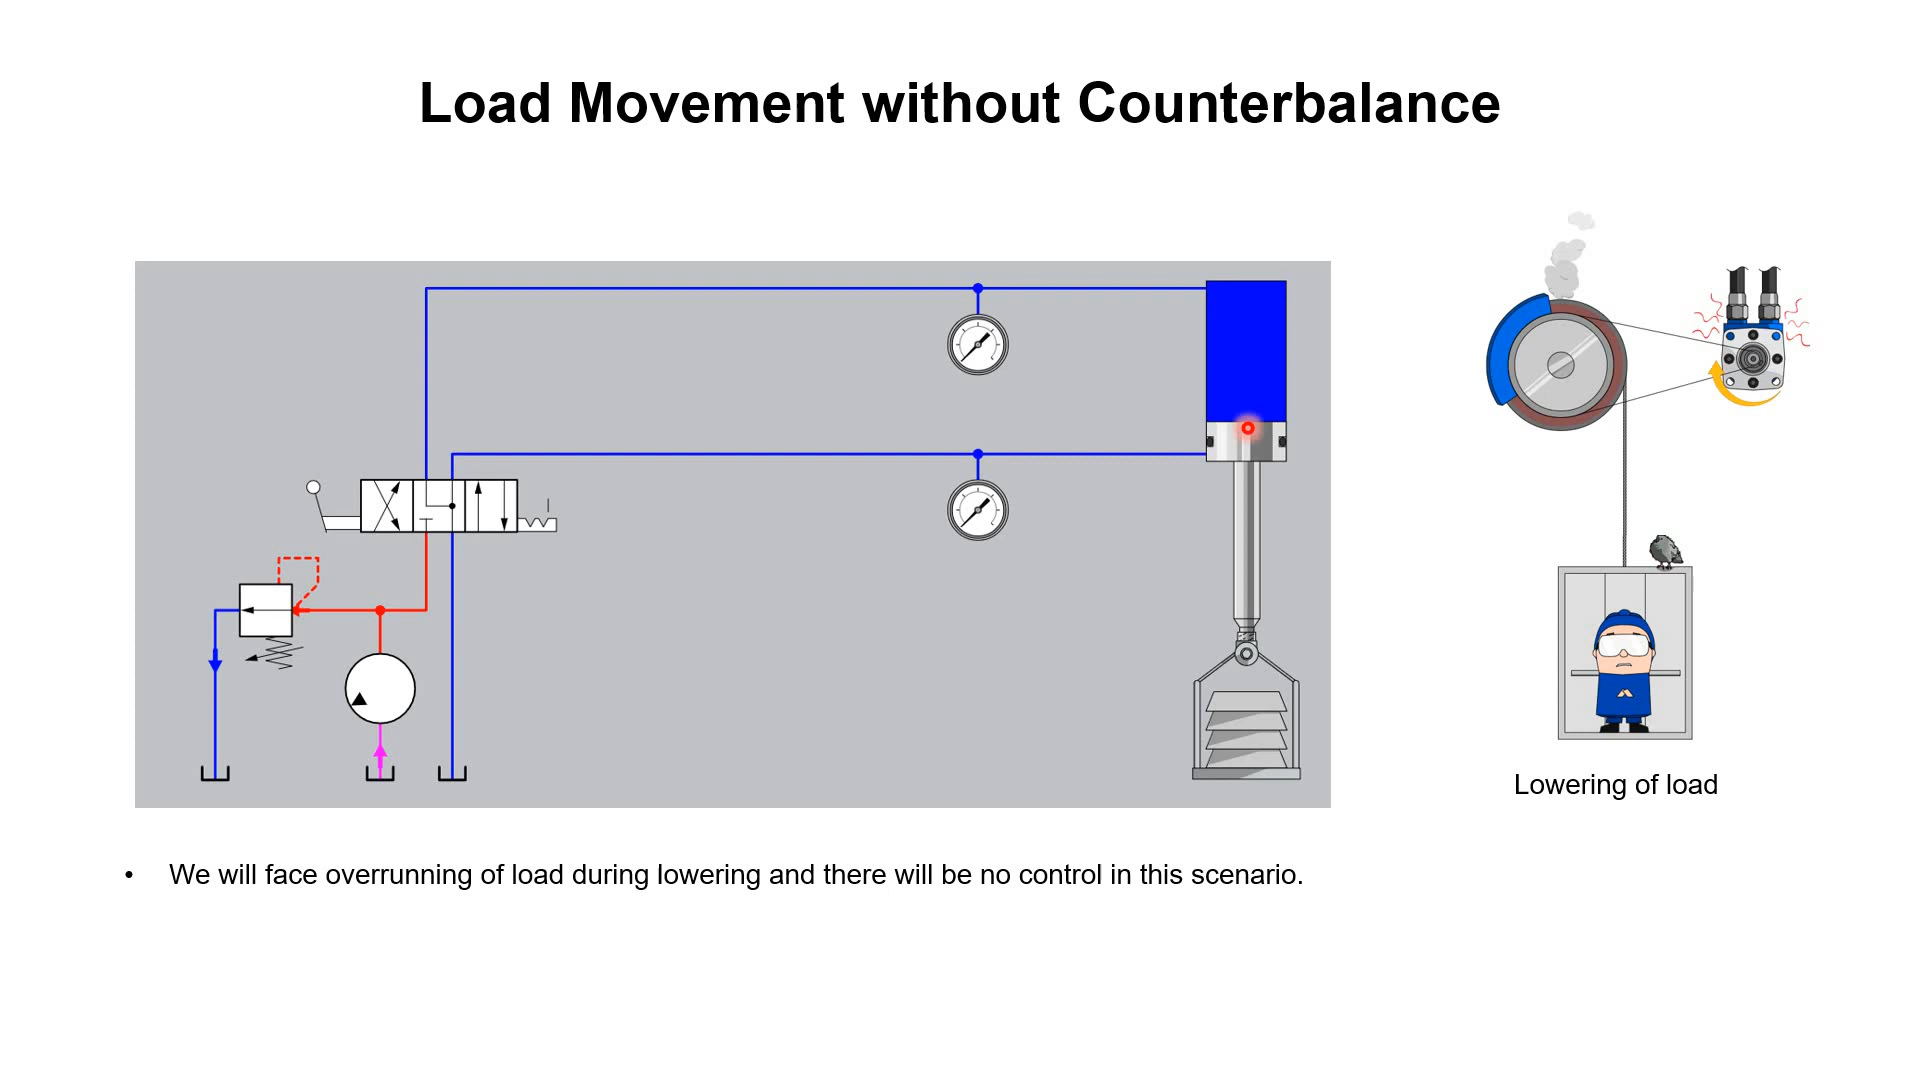 Load Movement without Counterbalance
Lowering of load
• We will face overrunning of load during lowering and there will be no control in this scenario.